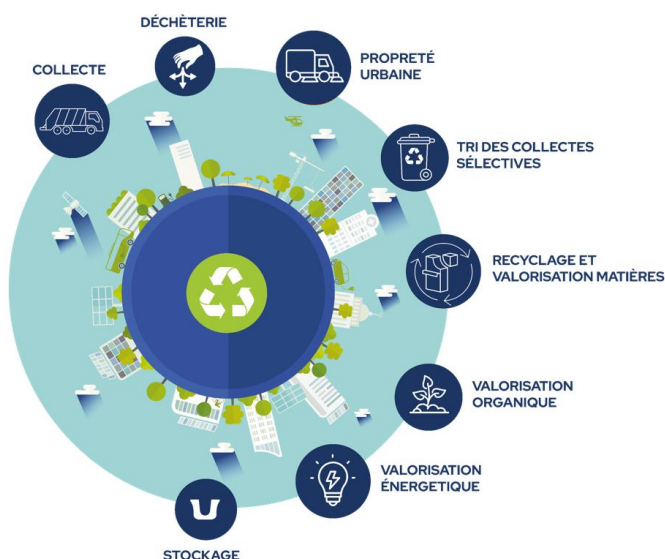 DÉCHÈTERIE
COLLECTE
PROPRETÉ
URBAINE
TRI DES COLLECTES
SÉLECTIVES
RECYCLAGE ET
VALORISATION MATIÈRES
VALORISATION
ORGANIQUE
VALORISATION
ÉNERGETIQUE
STOCKAGE